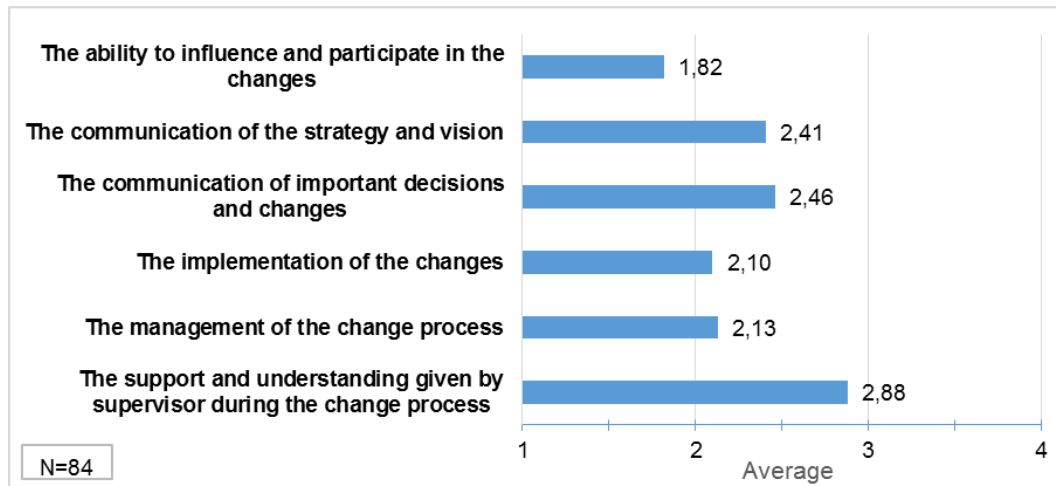 The ability to influence and participate in the
changes
1,82
The communication of the strategy and vision
2,41
The communication of important decisions
and changes
2,46
The implementation of the changes
2,10
The management of the change process
2,13
The support and understanding given by
supervisor during the change process
2,88
1 2 3 4
Average
N=84